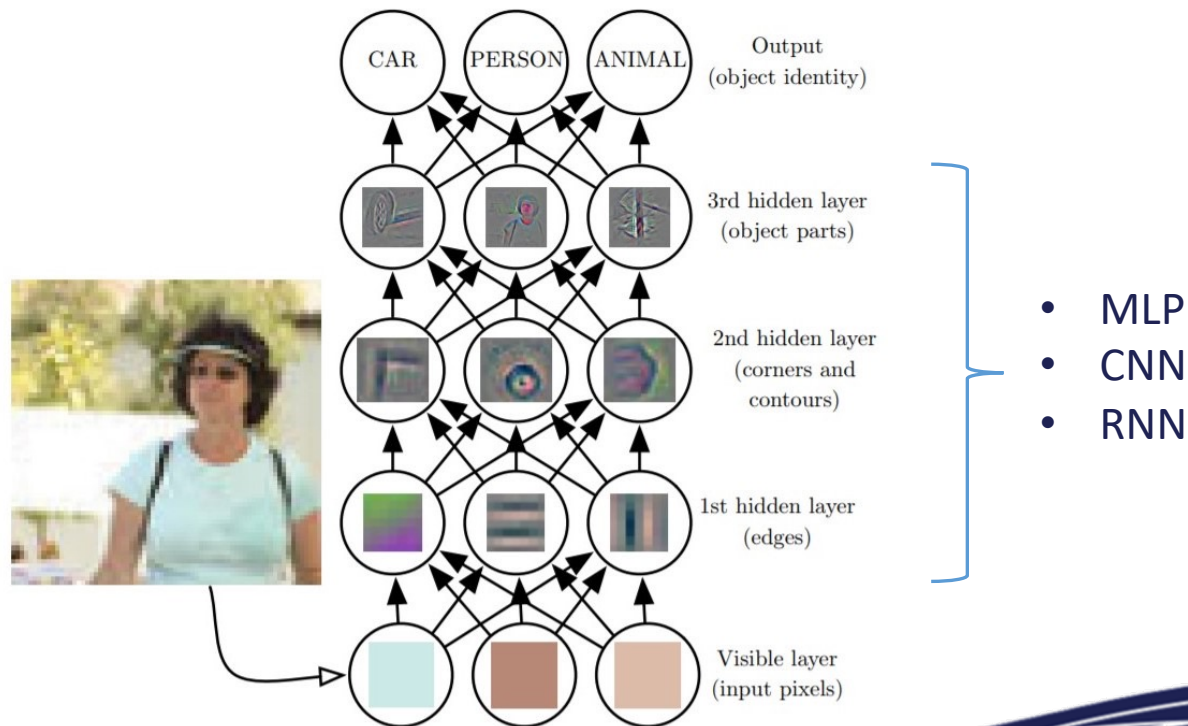 CAR PERSON ANIMAL
Output
(object identity)
3rd hidden layer
(object parts)
2nd hidden layer
(corners and
contours)
1st hidden layer
(edges)
Visible layer
(input pixels)
• MLP
• CNN
• RNN